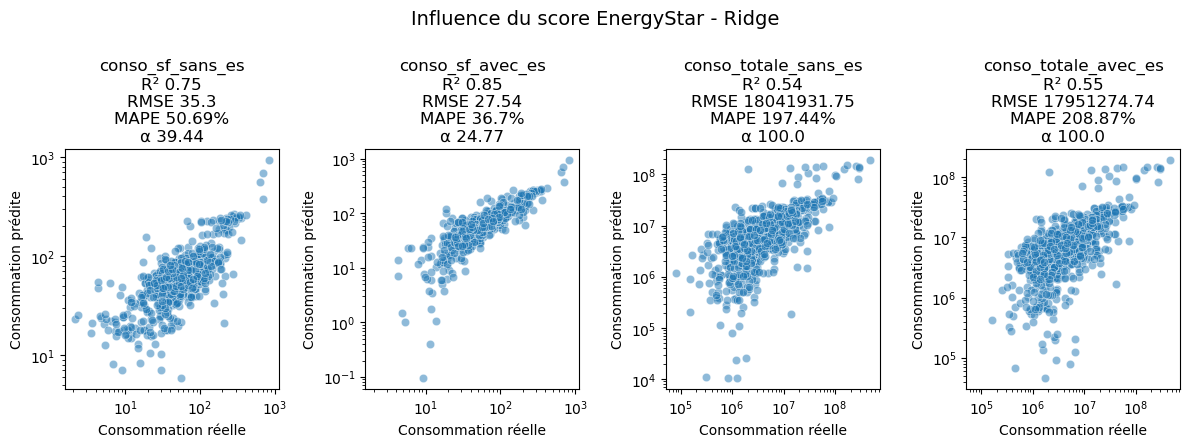 Influence du score EnergyStar - Ridge
conso_sf_sans_es
R² 0.75
RMSE 35.3
MAPE 50.69%
α 39.44
10³
10²
10¹
Consommation prédite
10¹
10²
10³
Consommation réelle
conso_sf_avec_es
R² 0.85
RMSE 27.54
MAPE 36.7%
α 24.77
10³
10²
10¹
10⁰
10⁻¹
Consommation prédite
10¹
10²
10³
Consommation réelle
conso_totale_sans_es
R² 0.54
RMSE 18041931.75
MAPE 197.44%
α 100.0
10⁸
10⁷
10⁶
10⁵
10⁴
Consommation prédite
10⁵
10⁶
10⁷
10⁸
Consommation réelle
conso_totale_avec_es
R² 0.55
RMSE 17951274.74
MAPE 208.87%
α 100.0
10⁸
10⁷
10⁶
10⁵
Consommation prédite
10⁵
10⁶
10⁷
10⁸
Consommation réelle